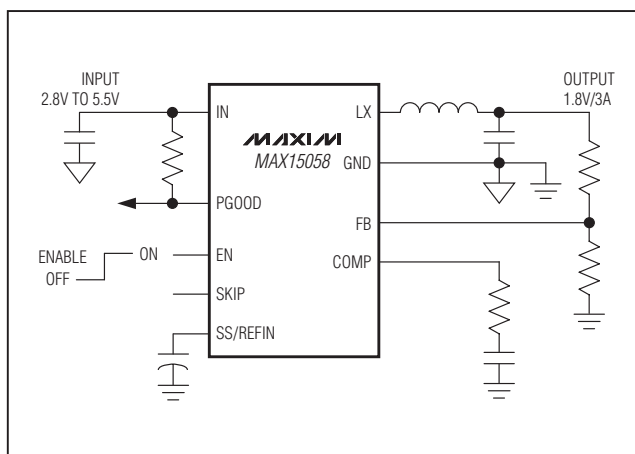 INPUT
2.8V TO 5.5V
OUTPUT
1.8V/3A
IN
LX
MAXIM
MAX15058
GND
PGOOD
FB
ENABLE
ON
OFF
EN
COMP
SKIP
SS/REFIN